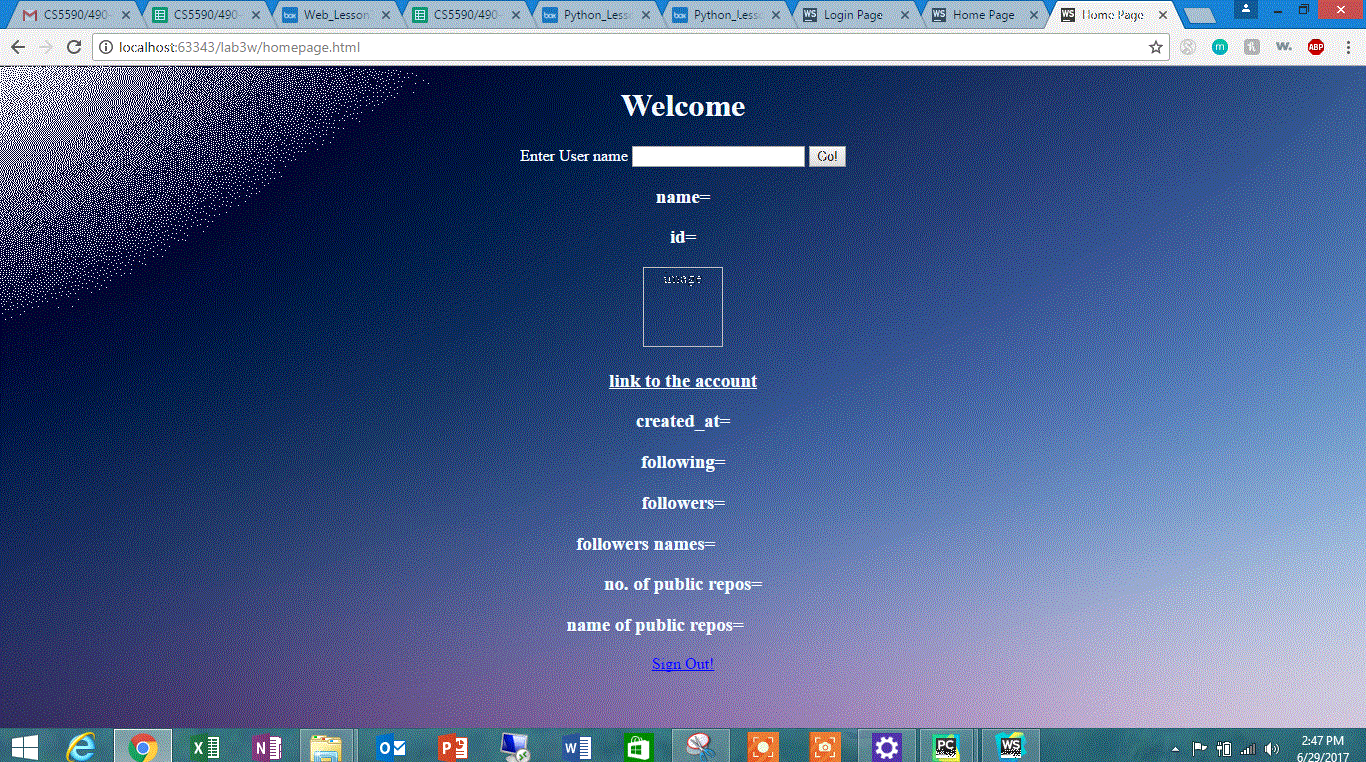 CS5590/490- CS5590/490- Web_Lesson CS5590/490- Python_Less Python_Less Login Page Home Page Home Page
localhost:63343/lab3w/homepage.html
Welcome
Enter User name Go!
name=
id=
image
link to the account
created_at=
following=
followers=
followers names=
no. of public repos=
name of public repos=
Sign Out!
2:47 PM
6/29/2017